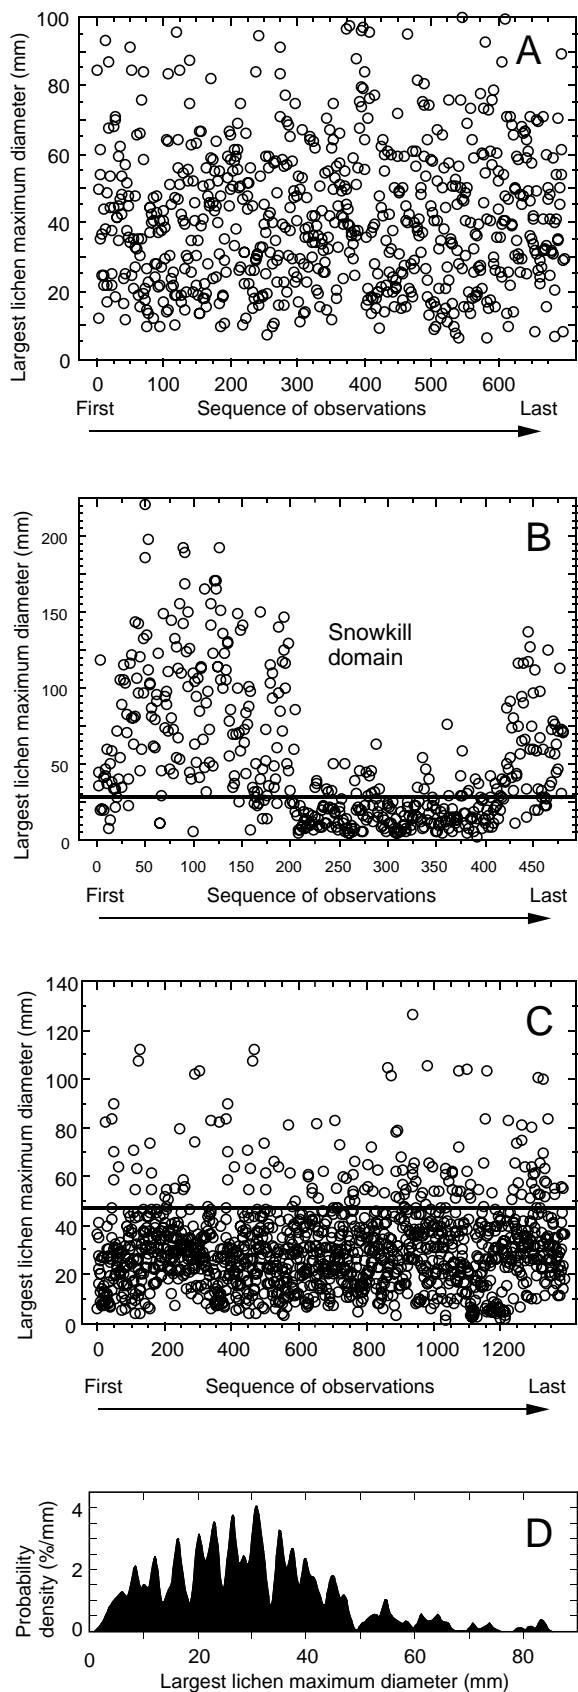 Largest lichen maximum diameter (mm)
100
80
60
40
20
0
A
0 100 200 300 400 500 600
First Sequence of observations Last
Largest lichen maximum diameter (mm)
200
150
100
50
0
B
Snowkill
domain
0 50 100 150 200 250 300 350 400 450
First Sequence of observations Last
Largest lichen maximum diameter (mm)
140
120
100
80
60
40
20
0
C
0 200 400 600 800 1000 1200
First Sequence of observations Last
Probability
density (%/mm)
4
2
0
D
0 20 40 60 80
Largest lichen maximum diameter (mm)